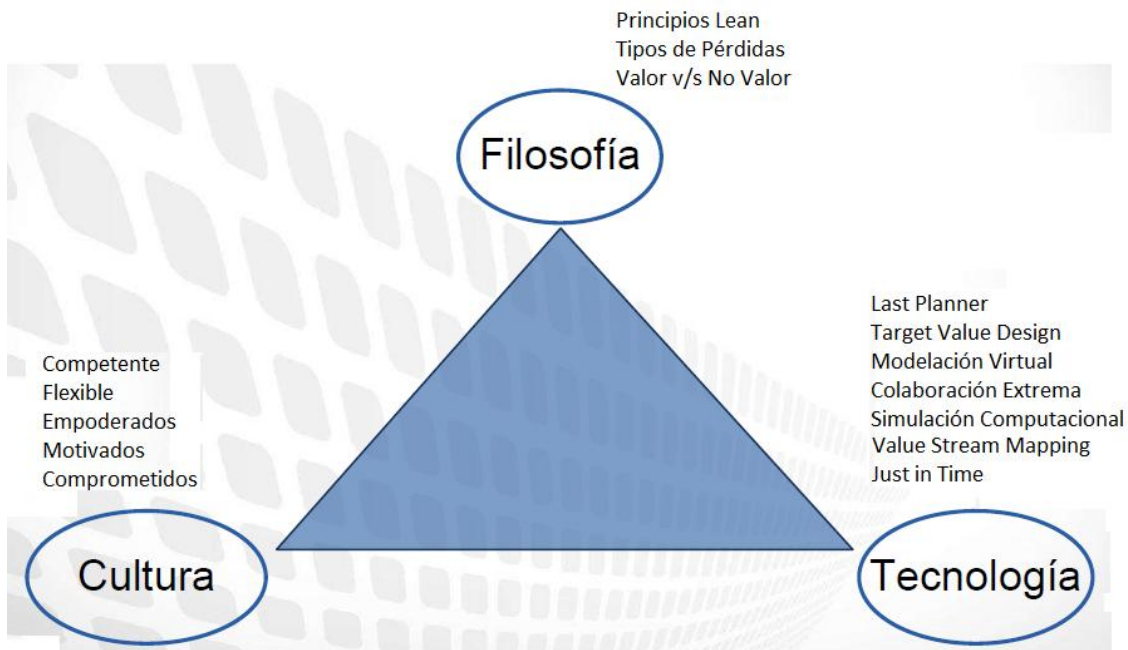 Principios Lean
Tipos de Pérdidas
Valor v/s No Valor
Filosofía
Competente
Flexible
Empoderados
Motivados
Comprometidos
Cultura
Last Planner
Target Value Design
Modelación Virtual
Colaboración Extrema
Simulación Computacional
Value Stream Mapping
Just in Time
Tecnología